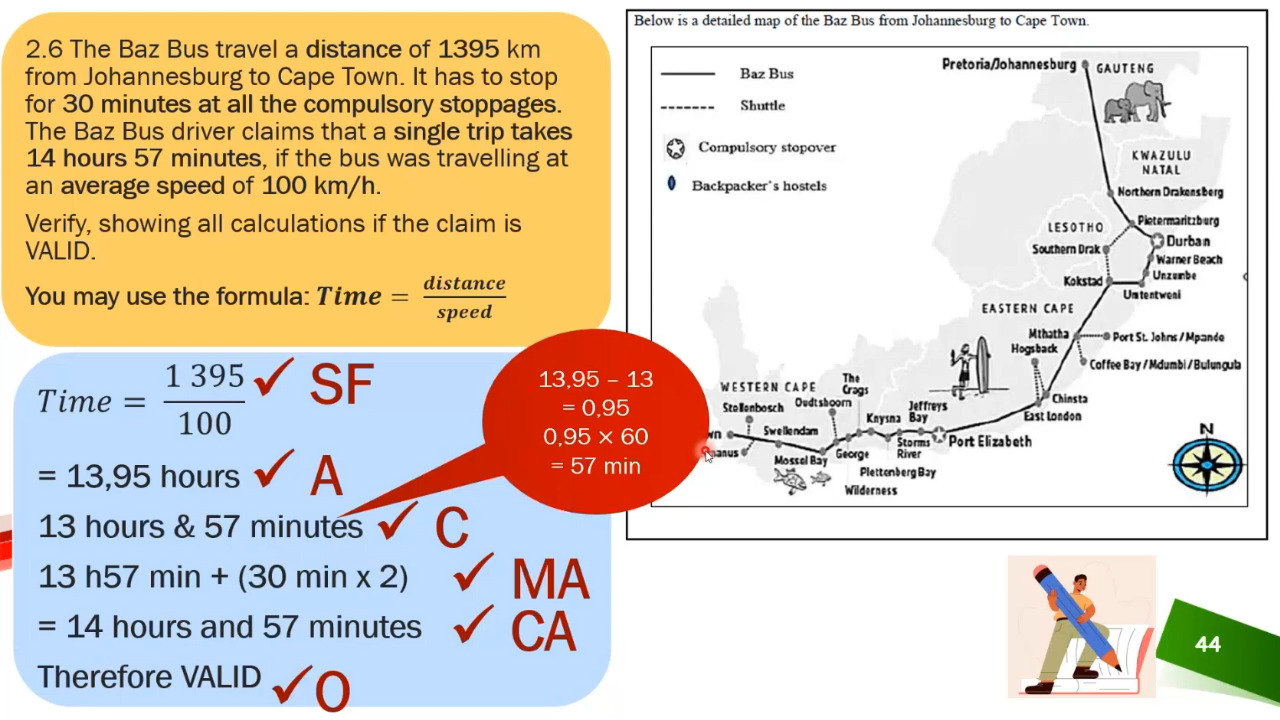 2.6 The Baz Bus travel a distance of 1395 km
from Johannesburg to Cape Town. It has to stop
for 30 minutes at all the compulsory stoppages.
The Baz Bus driver claims that a single trip takes
14 hours 57 minutes, if the bus was travelling at
an average speed of 100 km/h.
Verify, showing all calculations if the claim is
VALID.
You may use the formula: Time = distance/speed
Time = 1 395/100 ✓ SF
= 13,95 hours ✓ A
13 hours & 57 minutes ✓ C
13 h57 min + (30 min x 2) ✓ MA
= 14 hours and 57 minutes ✓ CA
Therefore VALID ✓O
13,95 – 13
= 0,95
0,95 × 60
= 57 min
Below is a detailed map of the Baz Bus from Johannesburg to Cape Town.
Baz Bus
Shuttle
Compulsory stopover
Backpacker's hostels
Pretoria/Johannesburg
GAUTENG
KWAZULU
NATAL
Northern Drakensberg
Pietermaritzburg
LESOTHO
Durban
Southern Drak
Warner Beach
Unzumbe
Kokstad
Umtentweni
EASTERN CAPE
Mthatha
Port St. Johns / Mpande
Hogsback
Coffee Bay / Mdumbi / Bulungula
Chinsta
East London
WESTERN CAPE
The
Crags
Stellenbosch
Oudtshoorn
Knysna
Jeffreys
Bay
Swellendam
Port Elizabeth
Storms
River
George
Mossel Bay
Plettenberg Bay
Wilderness
N
44